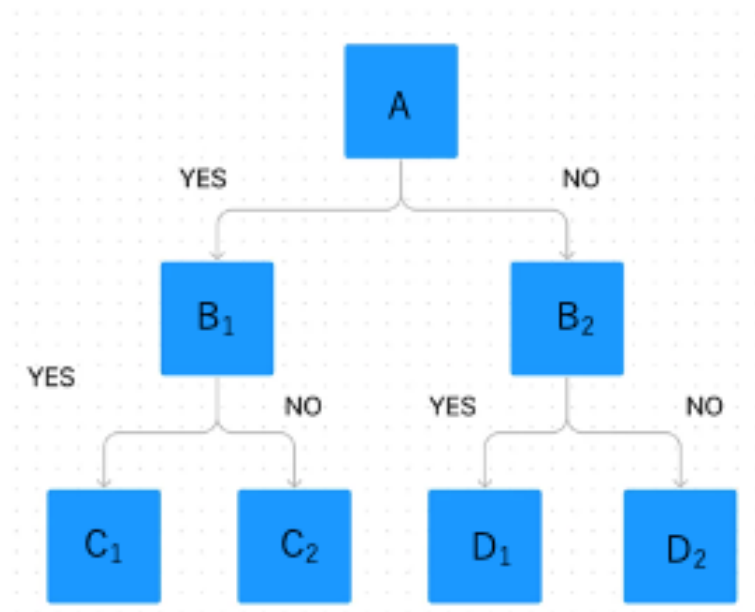 A
YES
NO
B₁
B₂
YES
NO
YES
NO
C₁
C₂
D₁
D₂